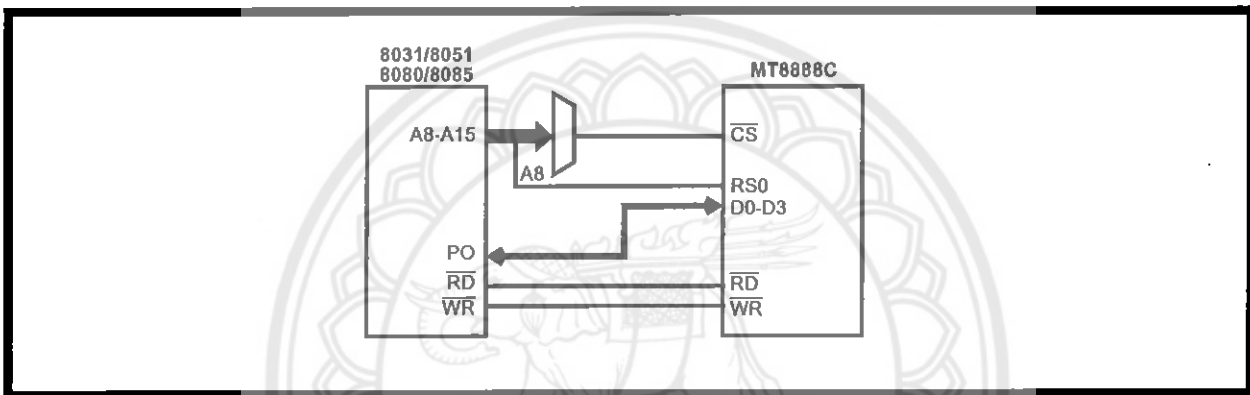 8031/8051
8080/8085
MT8888C
A8-A15
CS
A8
RS0
D0-D3
PO
RD
RD
WR
WR